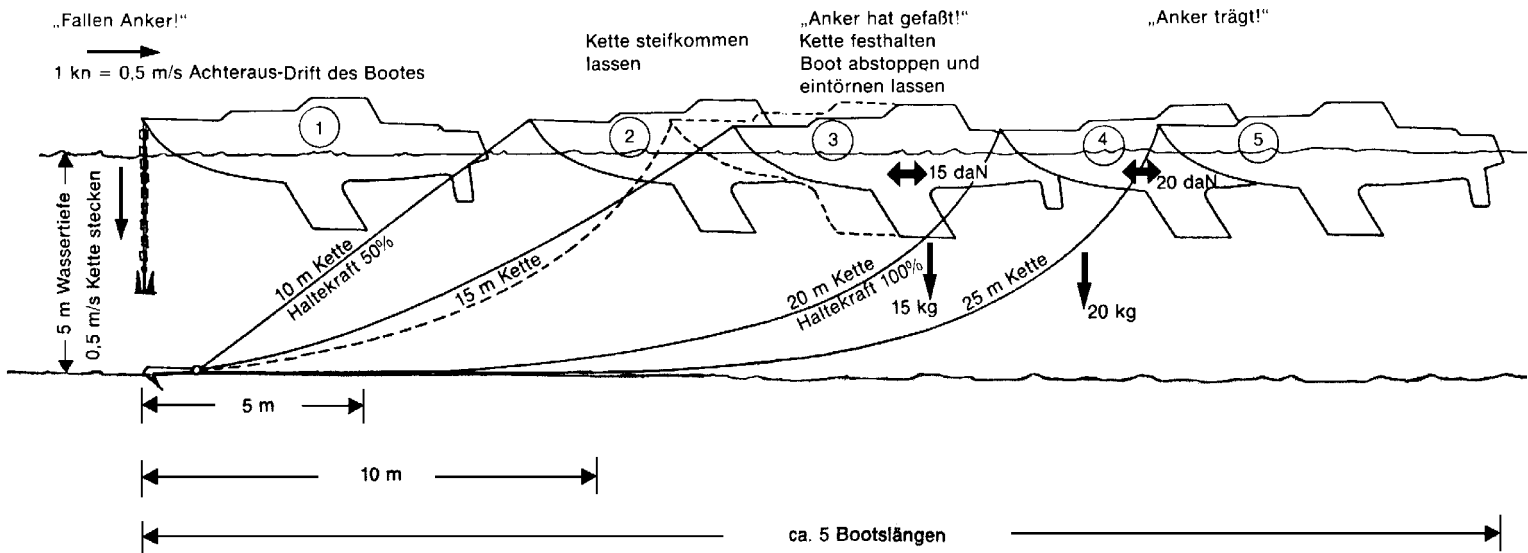 „Fallen Anker!“
1 kn = 0,5 m/s Achteraus-Drift des Bootes
Kette steifkommen
lassen
„Anker hat gefaßt!“
Kette festhalten
Boot abstoppen und
eintörnen lassen
„Anker trägt!“
1
2
3
4
5
15 daN
20 daN
5 m Wassertiefe
0,5 m/s Kette stecken
10 m Kette
Haltekraft 50%
15 m Kette
20 m Kette
Haltekraft 100%
25 m Kette
15 kg
20 kg
5 m
10 m
ca. 5 Bootslängen